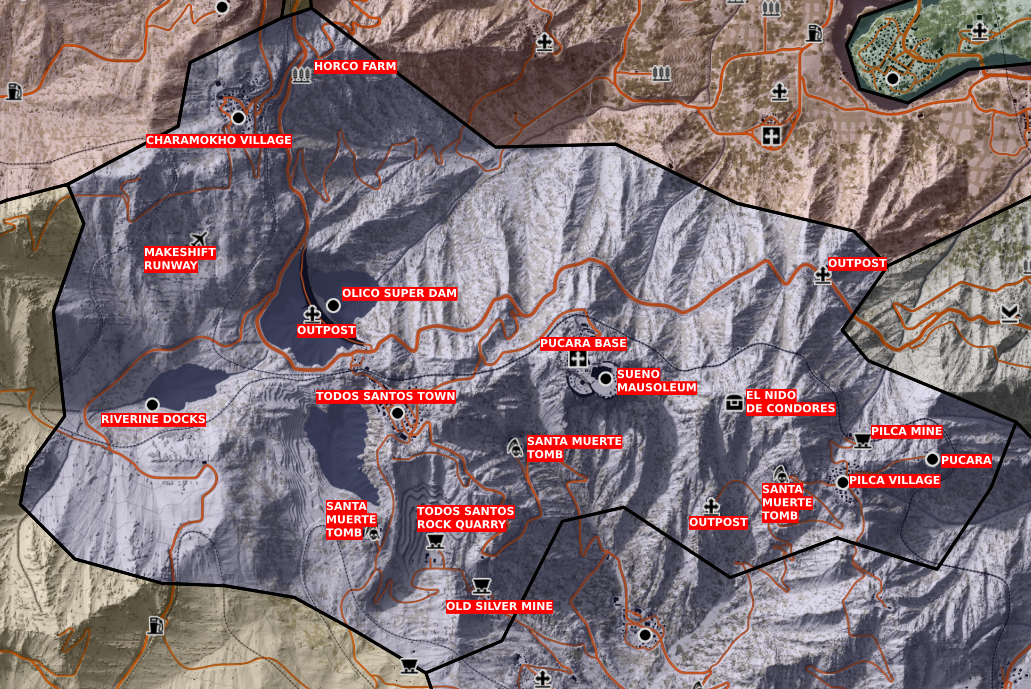 HORCO FARM
CHARAMOKHO VILLAGE
MAKESHIFT
RUNWAY
OUTPOST
OLICO SUPER DAM
OUTPOST
PUCARA BASE
SUENO
MAUSOLEUM
TODOS SANTOS TOWN
EL NIDO
DE CONDORES
RIVERINE DOCKS
PILCA MINE
SANTA MUERTE
TOMB
PUCARA
PILCA VILLAGE
SANTA
MUERTE
TOMB
SANTA
MUERTE
TOMB
TODOS SANTOS
ROCK QUARRY
OUTPOST
OLD SILVER MINE